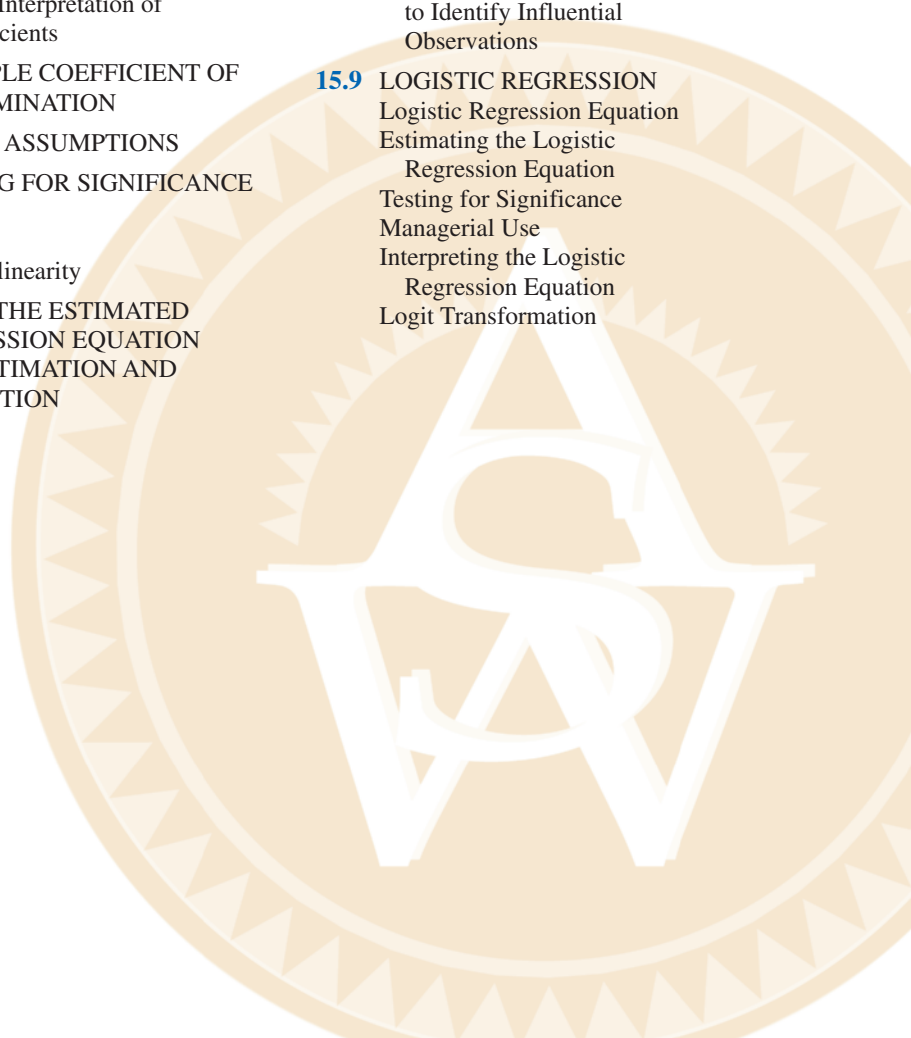 Interpretation of
cients
PLE COEFFICIENT OF
MINATION
ASSUMPTIONS
G FOR SIGNIFICANCE
linearity
THE ESTIMATED
SSION EQUATION
TIMATION AND
TION
to Identify Influential
Observations
15.9 LOGISTIC REGRESSION
Logistic Regression Equation
Estimating the Logistic
Regression Equation
Testing for Significance
Managerial Use
Interpreting the Logistic
Regression Equation
Logit Transformation
ASW